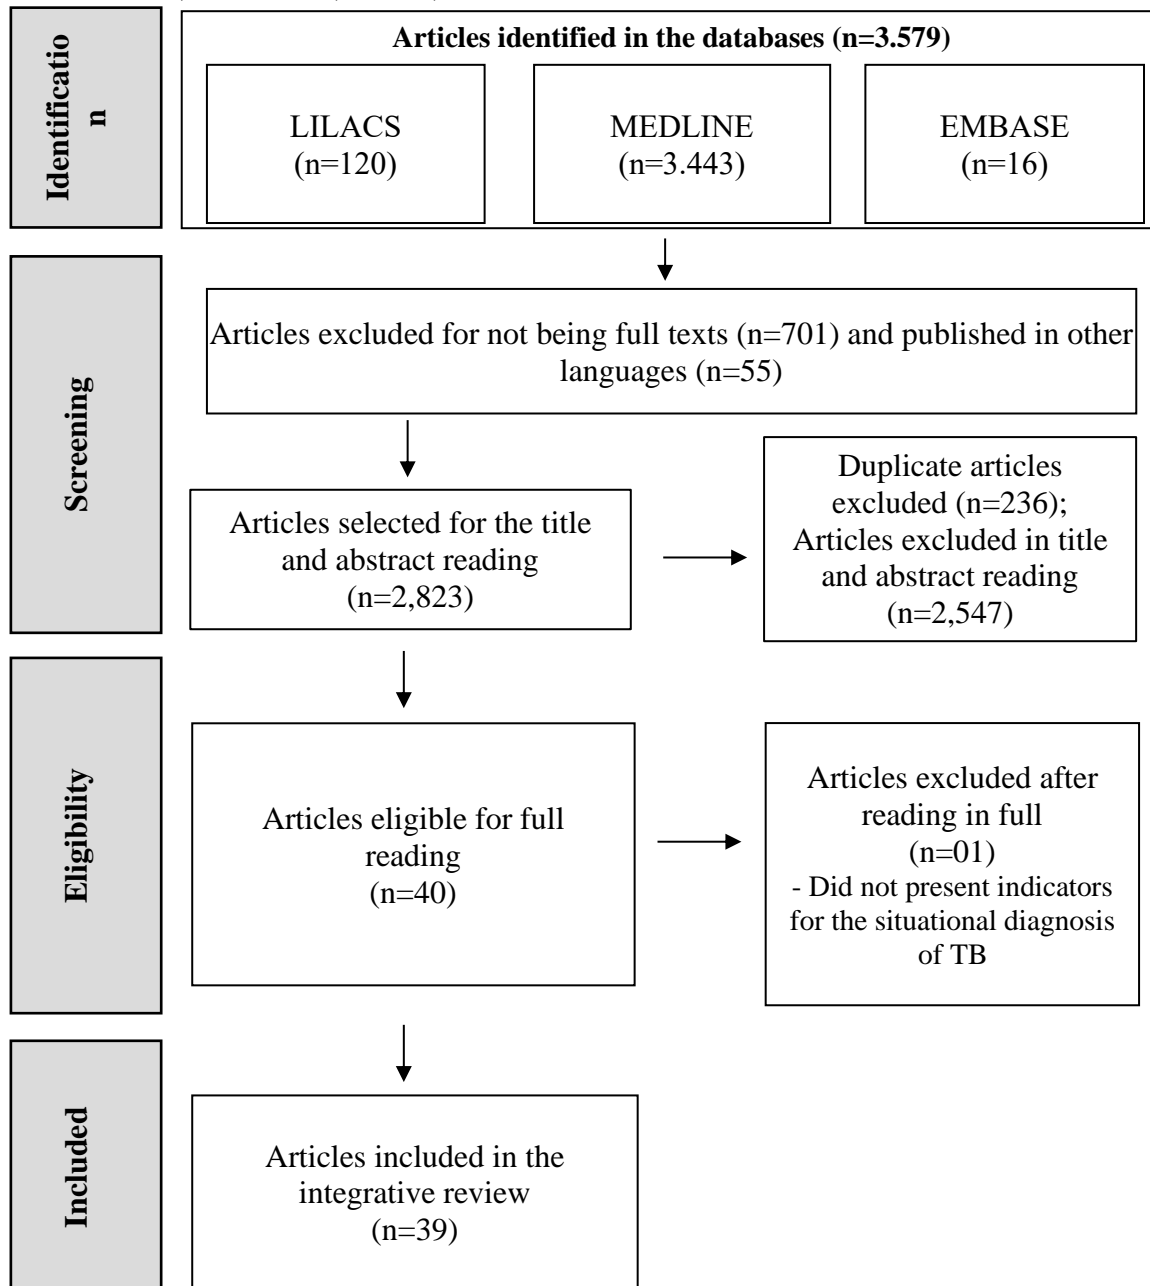 Identificatio
n
Articles identified in the databases (n=3.579)
LILACS
(n=120)
MEDLINE
(n=3.443)
EMBASE
(n=16)
Screening
Articles excluded for not being full texts (n=701) and published in other
languages (n=55)
Articles selected for the title
and abstract reading
(n=2,823)
Duplicate articles
excluded (n=236);
Articles excluded in title
and abstract reading
(n=2,547)
Eligibility
Articles eligible for full
reading
(n=40)
Articles excluded after
reading in full
(n=01)
- Did not present indicators
for the situational diagnosis
of TB
Included
Articles included in the
integrative review
(n=39)